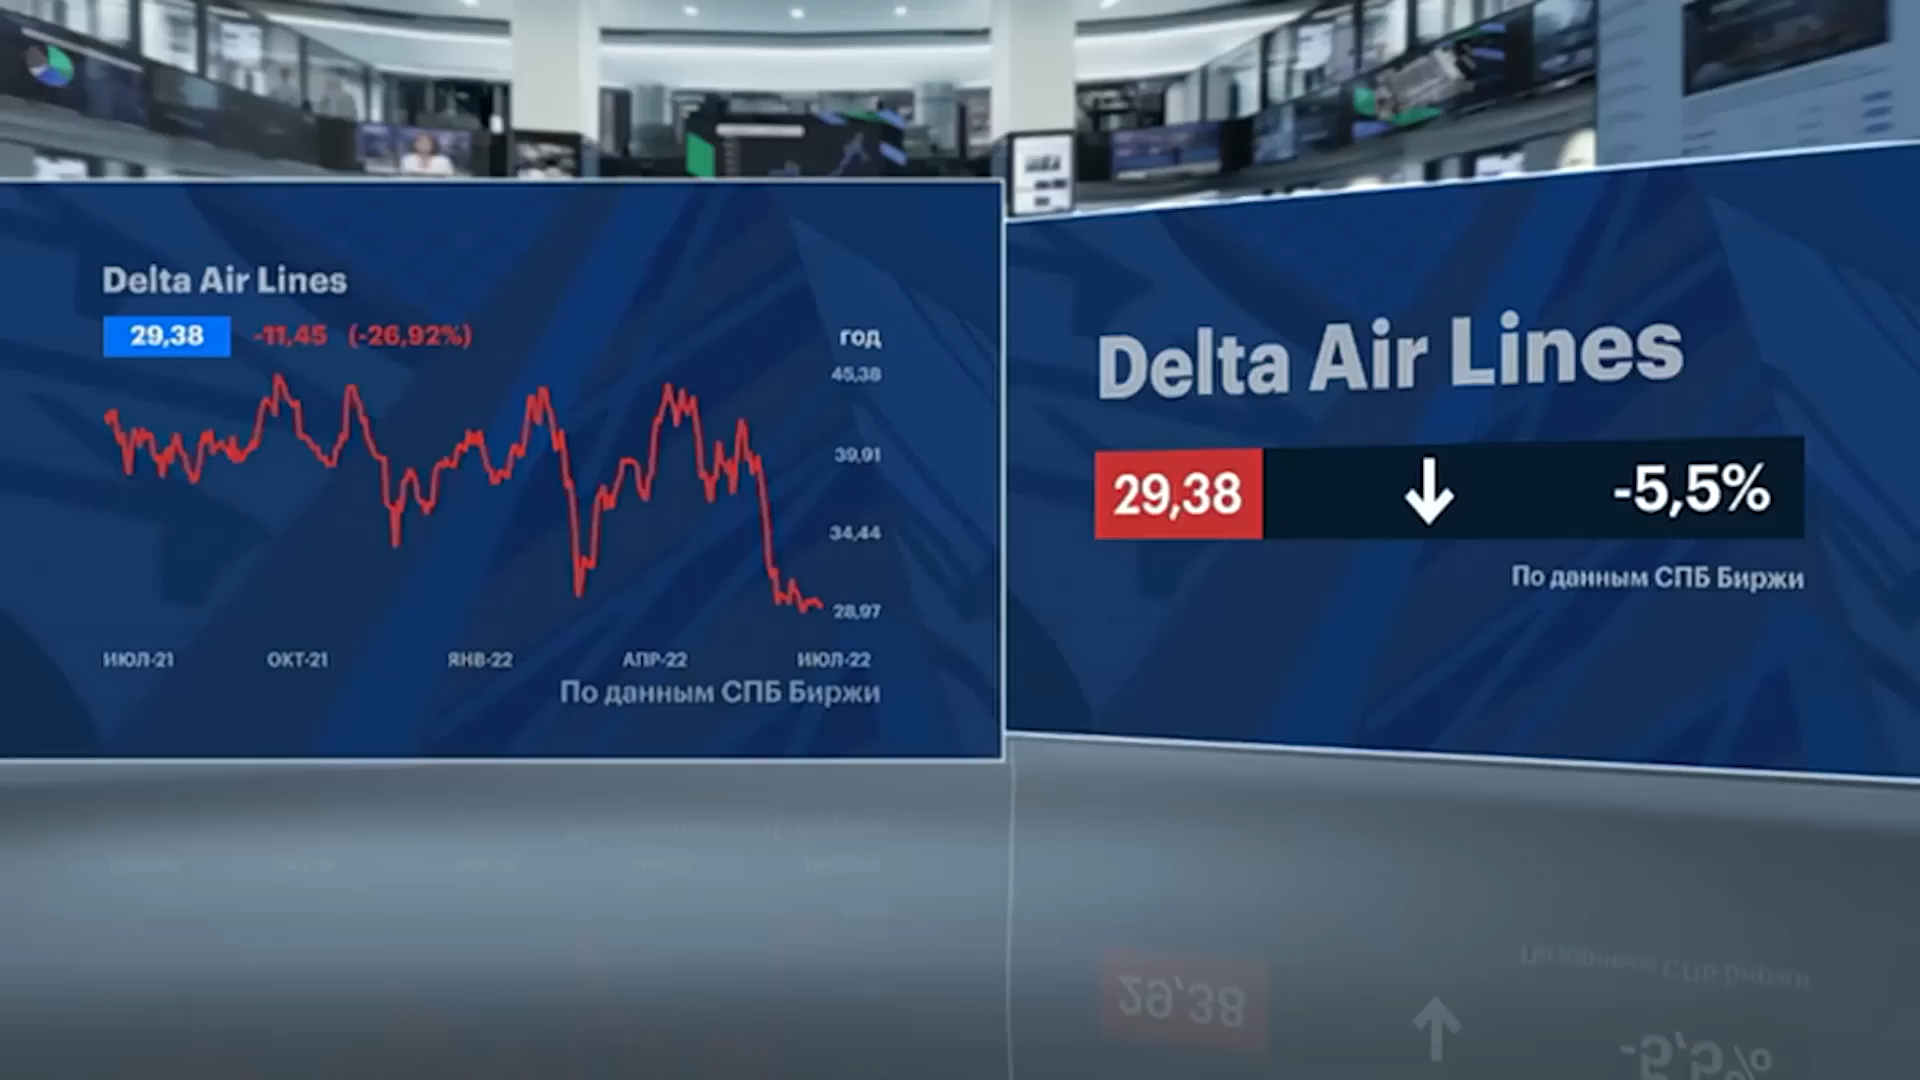 Delta Air Lines
29,38 -11,45 (-26,92%)
год
45,38
39,91
34,44
28,97
ИЮЛ-21 ОКТ-21 ЯНВ-22 АПР-22 ИЮЛ-22
По данным СПБ Биржи
Delta Air Lines
29,38 ↓ -5,5%
По данным СПБ Биржи